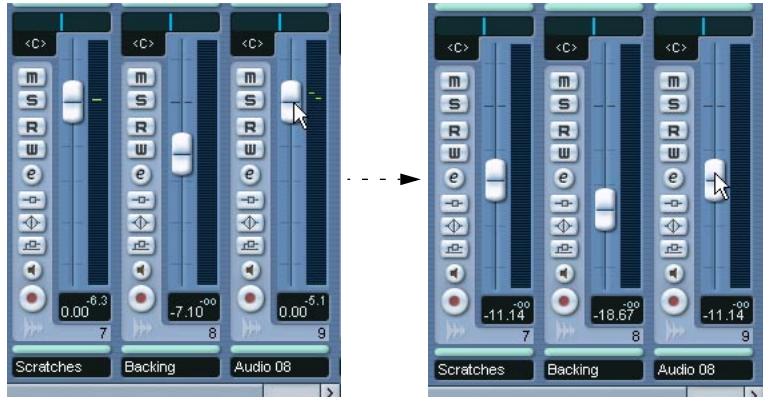 <C> <C> <C>
m m m
S S S
R R R
W W W
e e e
-6.3 -oo -5.1
0.00 -7.10 0.00
7 8 9
Scratches Backing Audio 08
>
<C> <C> <C>
m m m
S S S
R R R
W W W
e e e
-oo -oo -oo
-11.14 -18.67 -11.14
7 8 9
Scratches Backing Audio 08
>